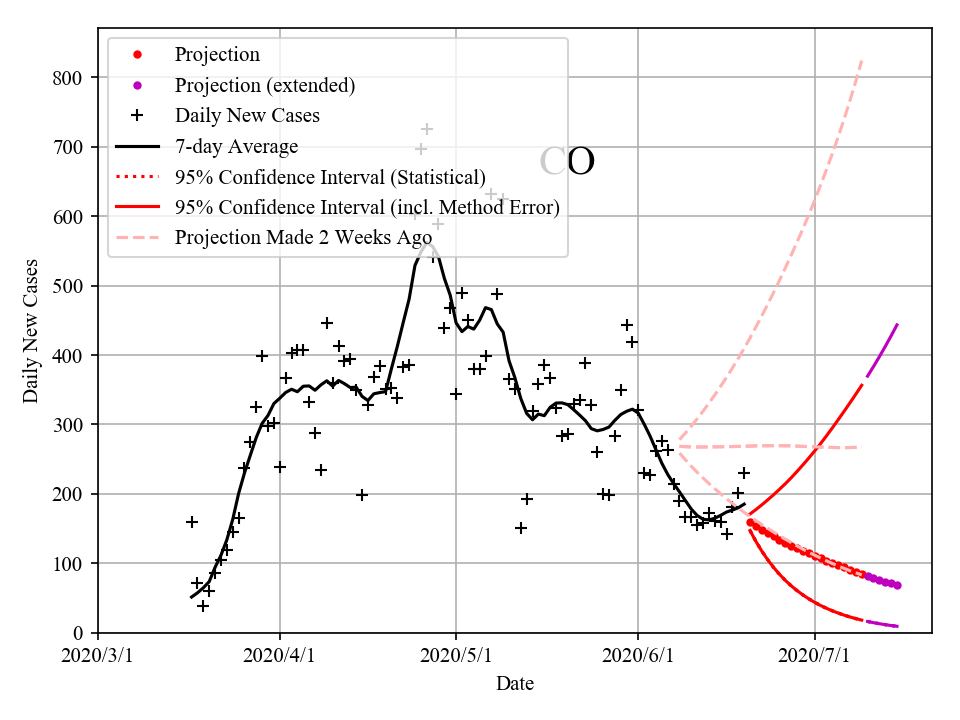 Projection
Projection (extended)
Daily New Cases
7-day Average
95% Confidence Interval (Statistical)
95% Confidence Interval (incl. Method Error)
Projection Made 2 Weeks Ago
CO
800
700
600
500
400
300
200
100
0
Daily New Cases
2020/3/1 2020/4/1 2020/5/1 2020/6/1 2020/7/1
Date